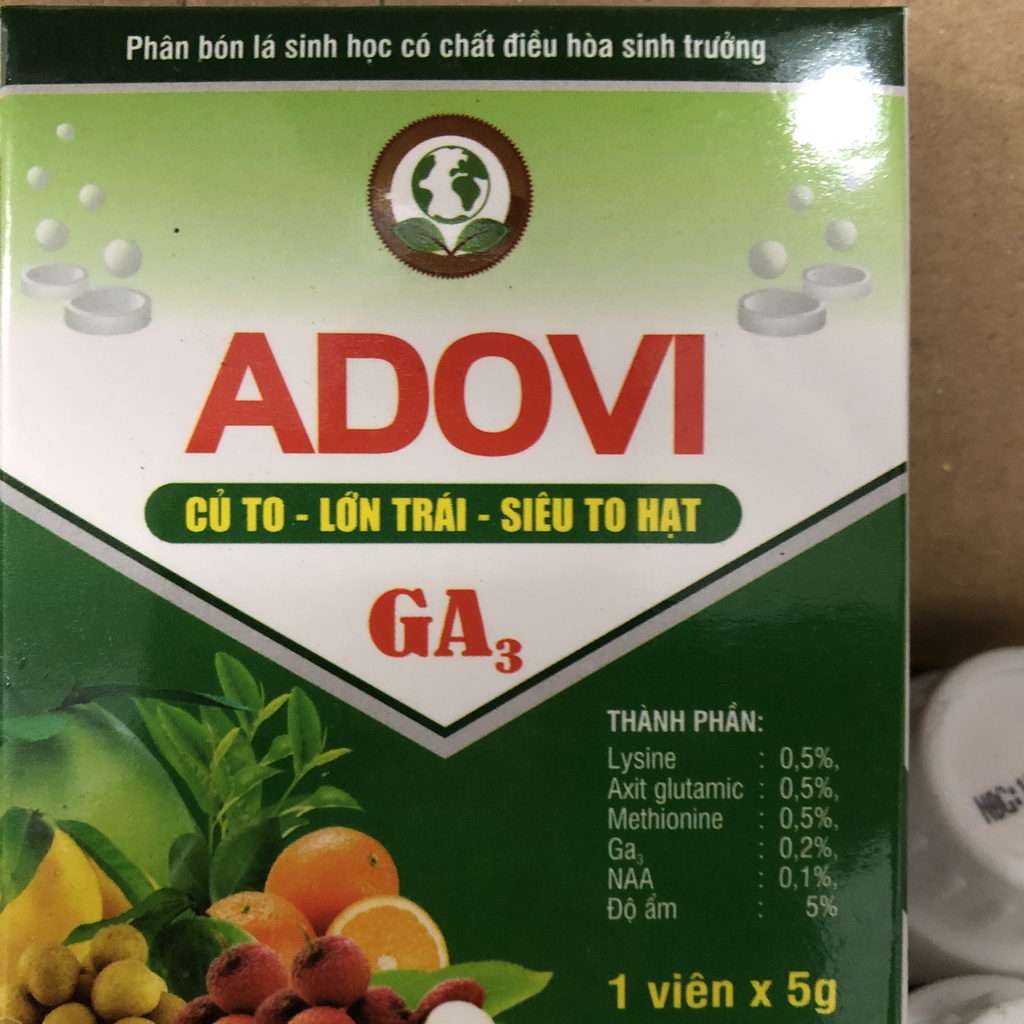 Phân bón lá sinh học có chất điều hòa sinh trưởng
ADOVI
CỦ TO - LỚN TRÁI - SIÊU TO HẠT
GA₃
THÀNH PHẦN:
Lysine : 0,5%,
Axit glutamic : 0,5%,
Methionine : 0,5%,
Ga₃ : 0,2%,
NAA : 0,1%,
Độ ẩm : 5%
1 viên x 5g